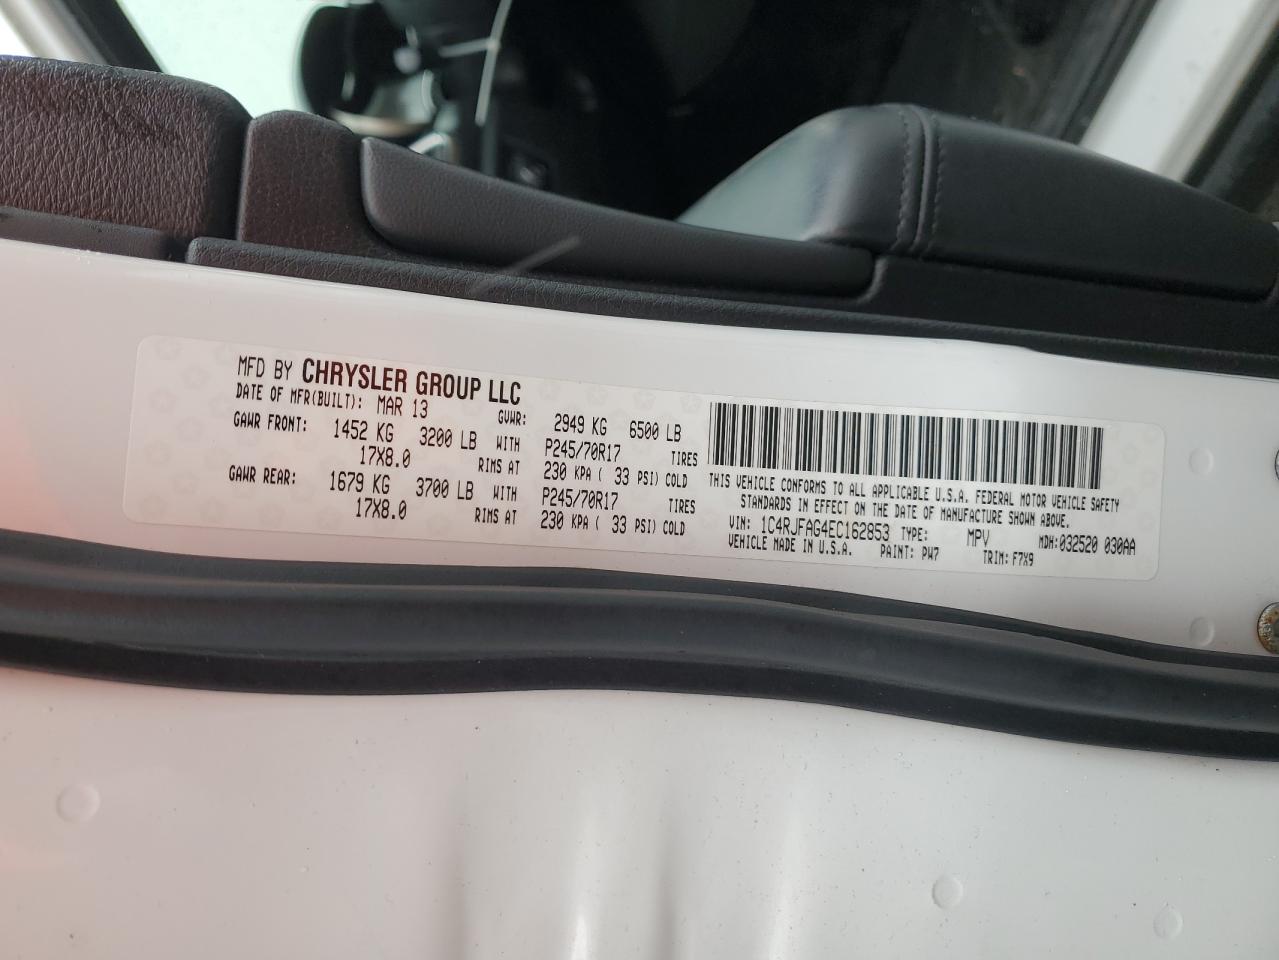 MFD BY CHRYSLER GROUP LLC
DATE OF MFR(BUILT): MAR 13 GVWR: 2949 KG 6500 LB
GAWR FRONT: 1452 KG 3200 LB WITH P245/70R17 TIRES
17X8.0 RIMS AT 230 KPA ( 33 PSI) COLD
GAWR REAR: 1679 KG 3700 LB WITH P245/70R17 TIRES
17X8.0 RIMS AT 230 KPA ( 33 PSI) COLD
THIS VEHICLE CONFORMS TO ALL APPLICABLE U.S.A. FEDERAL MOTOR VEHICLE SAFETY
STANDARDS IN EFFECT ON THE DATE OF MANUFACTURE SHOWN ABOVE.
VIN: 1C4RJFAG4EC162853 TYPE: MPV MDH:032520 030AA
VEHICLE MADE IN U.S.A. PAINT: PW7 TRIM: F7X9